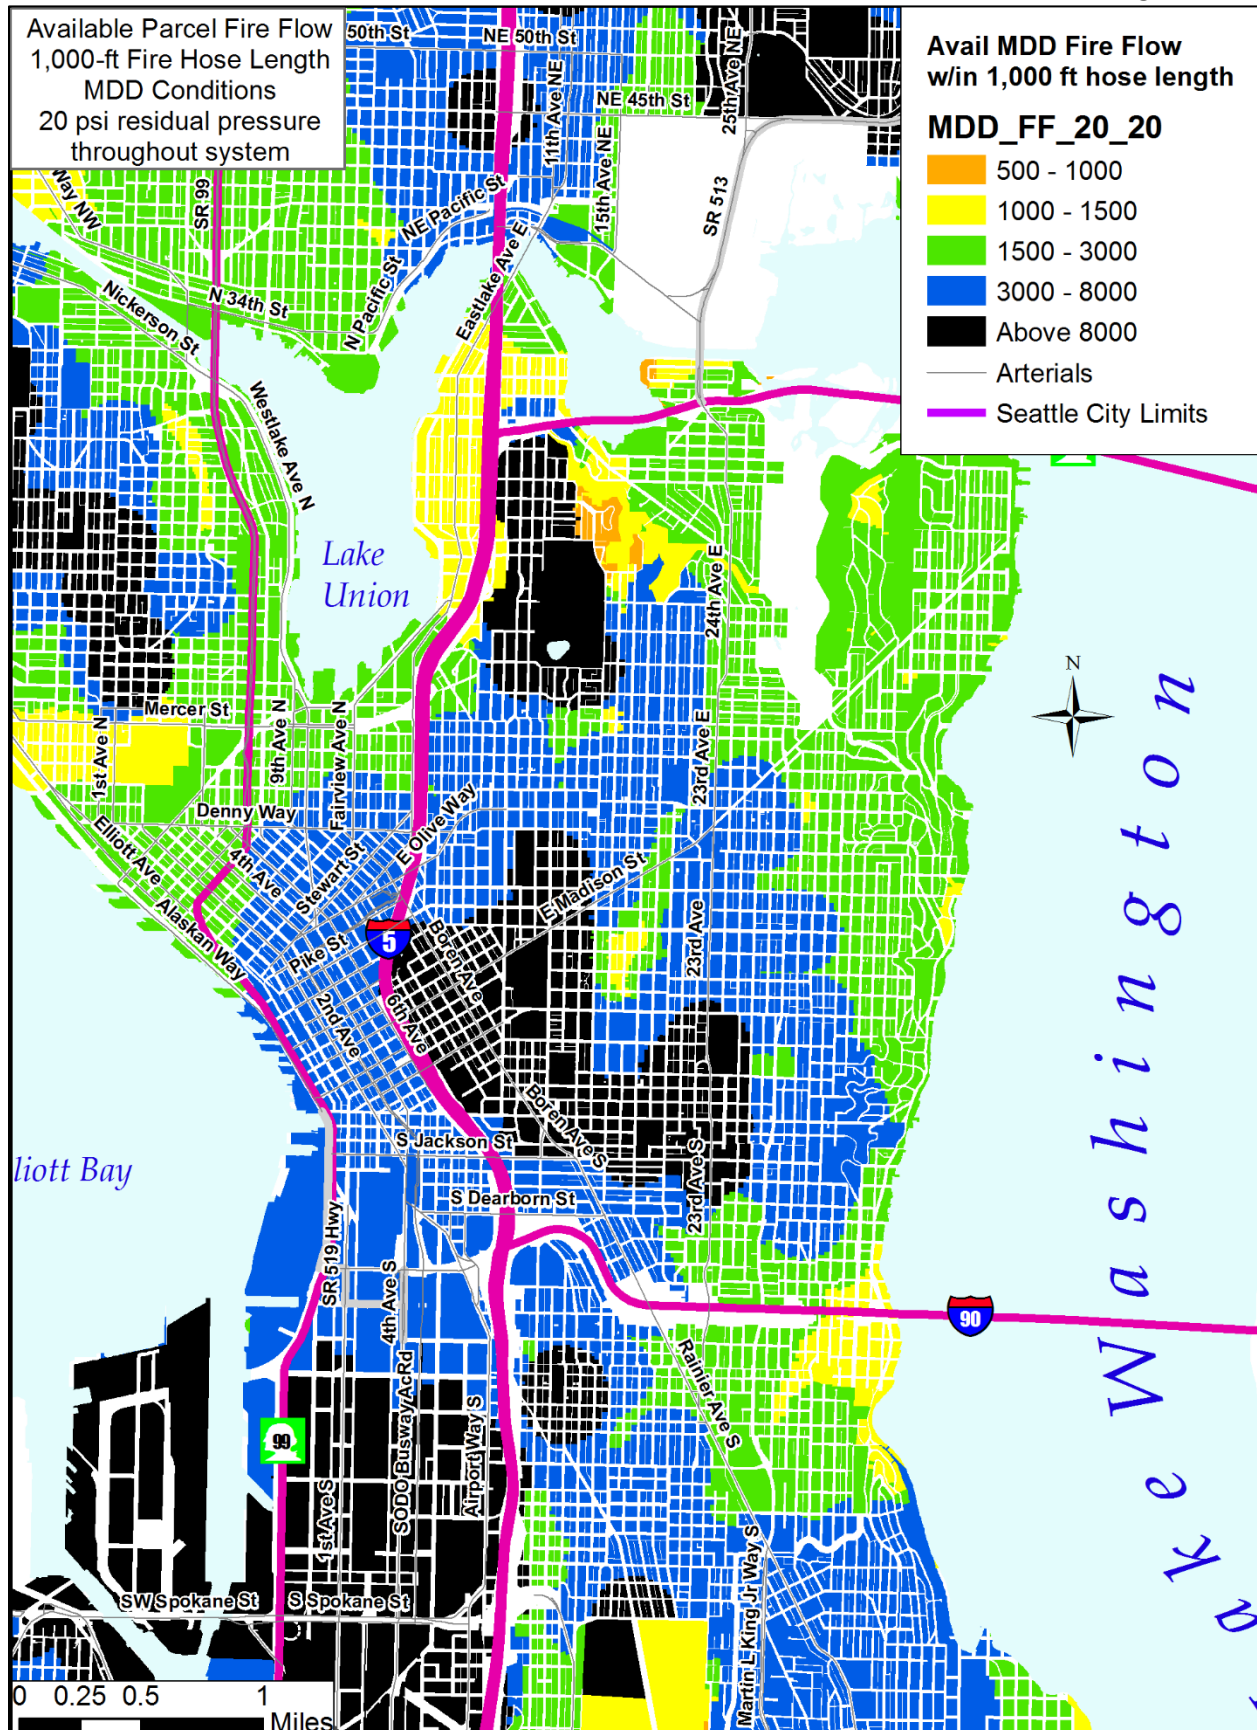 Available Parcel Fire Flow
1,000-ft Fire Hose Length
MDD Conditions
20 psi residual pressure
throughout system
Avail MDD Fire Flow
w/in 1,000 ft hose length
MDD_FF_20_20
500 - 1000
1000 - 1500
1500 - 3000
3000 - 8000
Above 8000
Arterials
Seattle City Limits
50th St
NE 50th St
NE 45th St
25th Ave NE
11th Ave NE
15th Ave NE
Way NW
SR 99
NE Pacific St
SR 513
N Pacific St
Eastlake Ave E
N 34th St
Nickerson St
Westlake Ave N
Lake
Union
24th Ave E
N
Mercer St
1st Ave N
9th Ave N
Fairview Ave N
23rd Ave E
Denny Way
E Olive Way
Elliott Ave
4th Ave
Stewart St
E Madison St
Alaskan Way
Pike St
5
Boren Ave
23rd Ave
2nd Ave
6th Ave
Boren Ave S
S Jackson St
lliott Bay
S Dearborn St
23rd Ave S
SR 519 Hwy
4th Ave S
90
Rainier Ave S
SODO Busway AcRd
Airport Way S
99
1st Ave S
Martin L King Jr Way S
SW Spokane St
S Spokane St
ake Washington
0 0.25 0.5 1
Miles